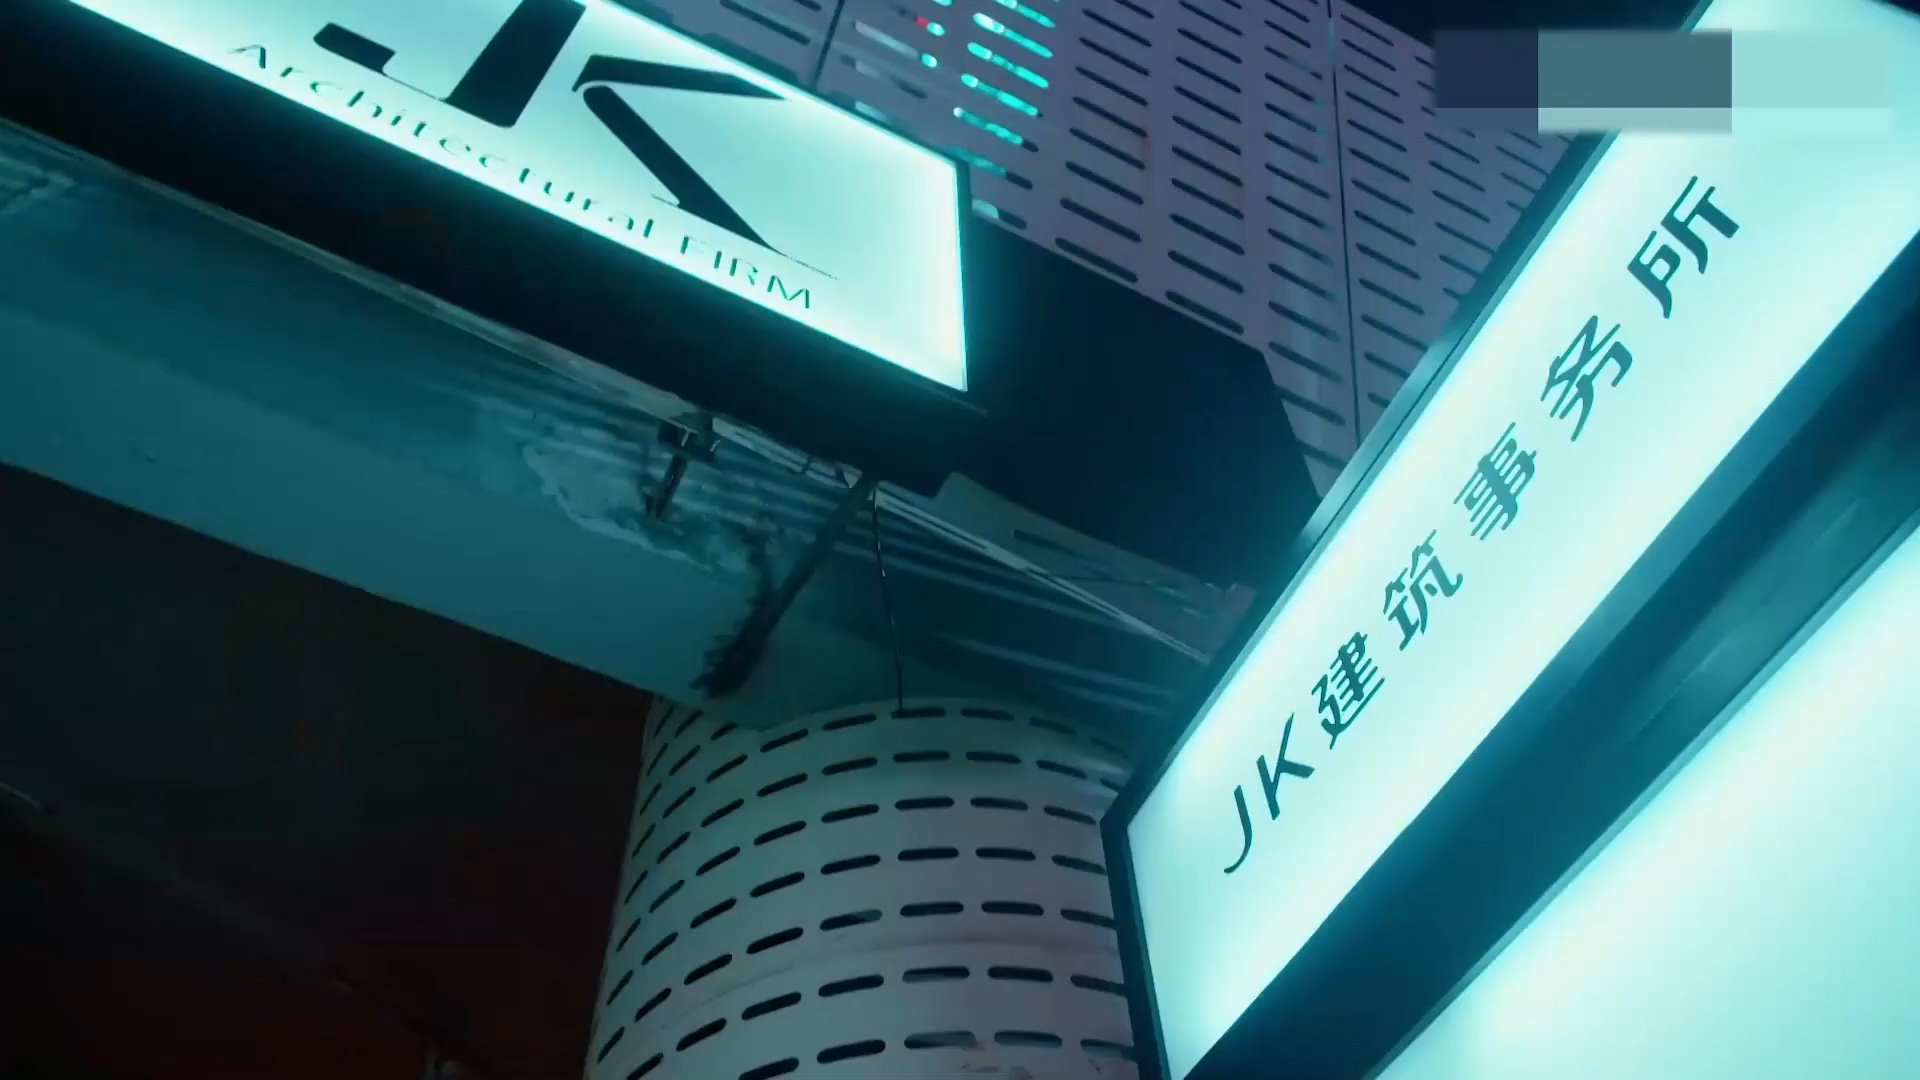 JK
Architectural FIRM
JK建筑事务所